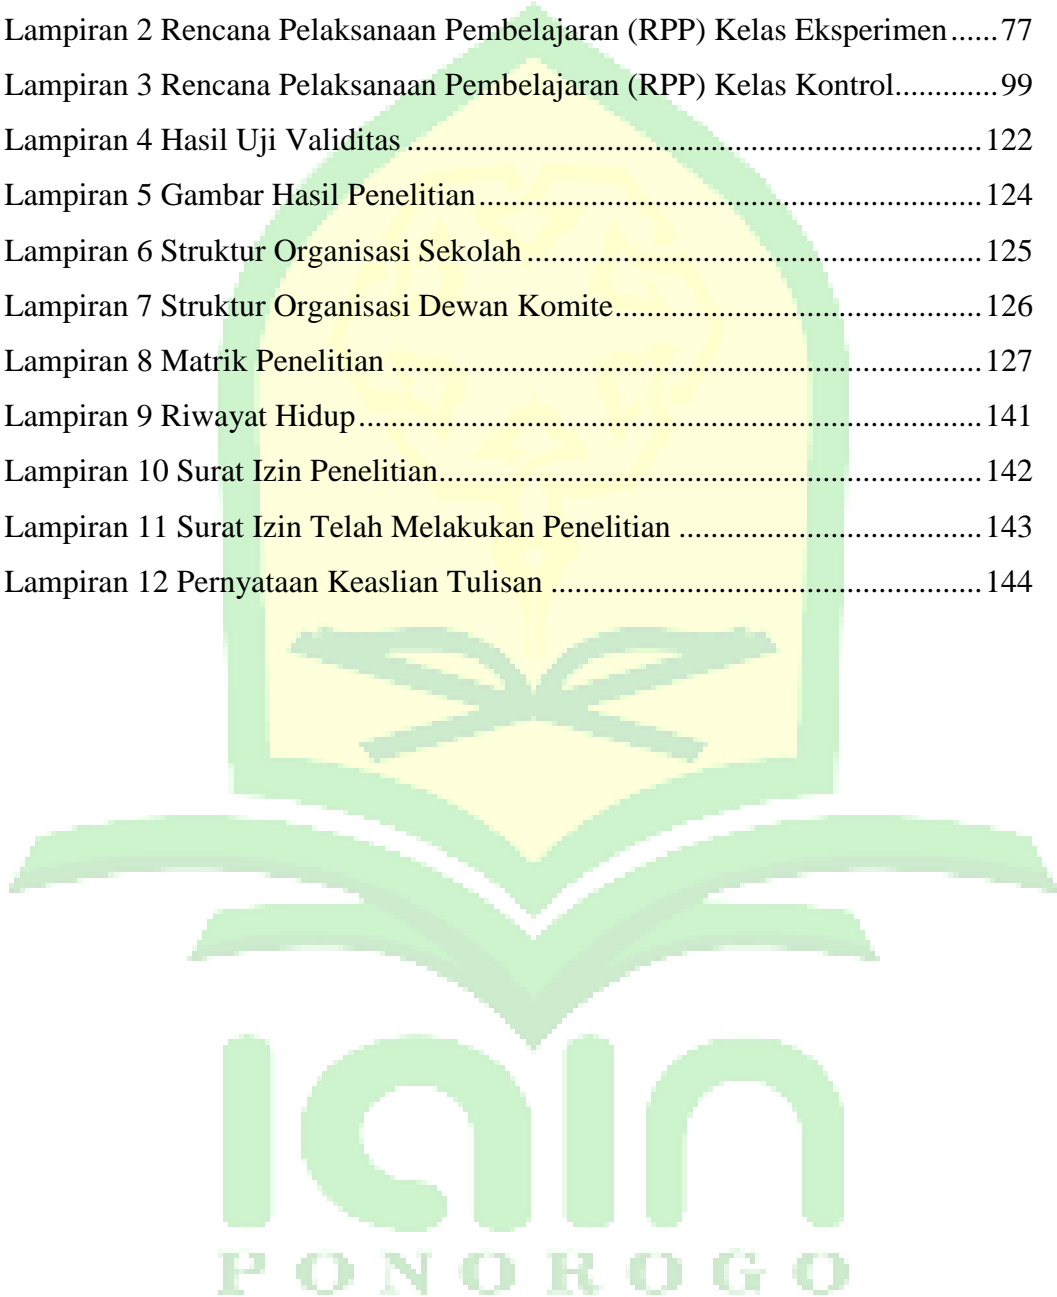 Lampiran 2 Rencana Pelaksanaan Pembelajaran (RPP) Kelas Eksperimen ...... 77
Lampiran 3 Rencana Pelaksanaan Pembelajaran (RPP) Kelas Kontrol ............. 99
Lampiran 4 Hasil Uji Validitas ......................................................................... 122
Lampiran 5 Gambar Hasil Penelitian ................................................................ 124
Lampiran 6 Struktur Organisasi Sekolah .......................................................... 125
Lampiran 7 Struktur Organisasi Dewan Komite ............................................... 126
Lampiran 8 Matrik Penelitian ........................................................................... 127
Lampiran 9 Riwayat Hidup ............................................................................... 141
Lampiran 10 Surat Izin Penelitian ..................................................................... 142
Lampiran 11 Surat Izin Telah Melakukan Penelitian ....................................... 143
Lampiran 12 Pernyataan Keaslian Tulisan ....................................................... 144
iain
PONOROGO